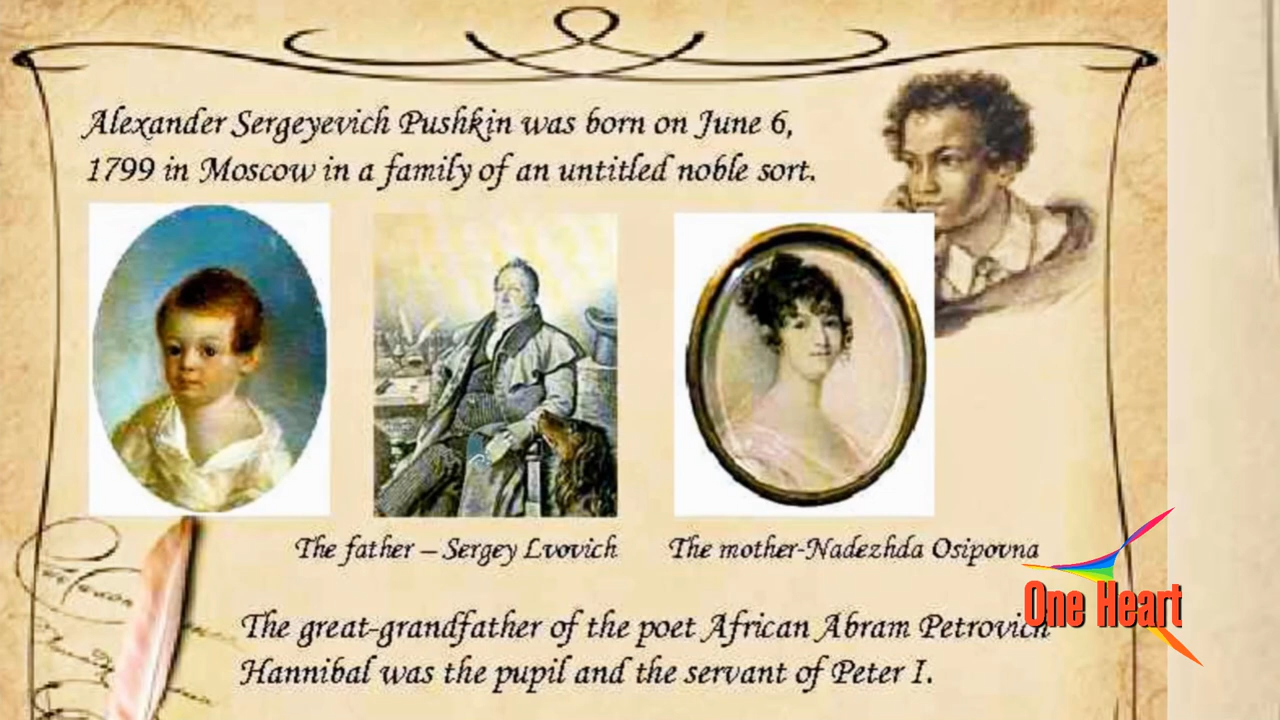 Alexander Sergeyevich Pushkin was born on June 6,
1799 in Moscow in a family of an untitled noble sort.
The father – Sergey Lvovich
The mother-Nadezhda Osipovna
The great-grandfather of the poet African Abram Petrovich
Hannibal was the pupil and the servant of Peter I.
One Heart